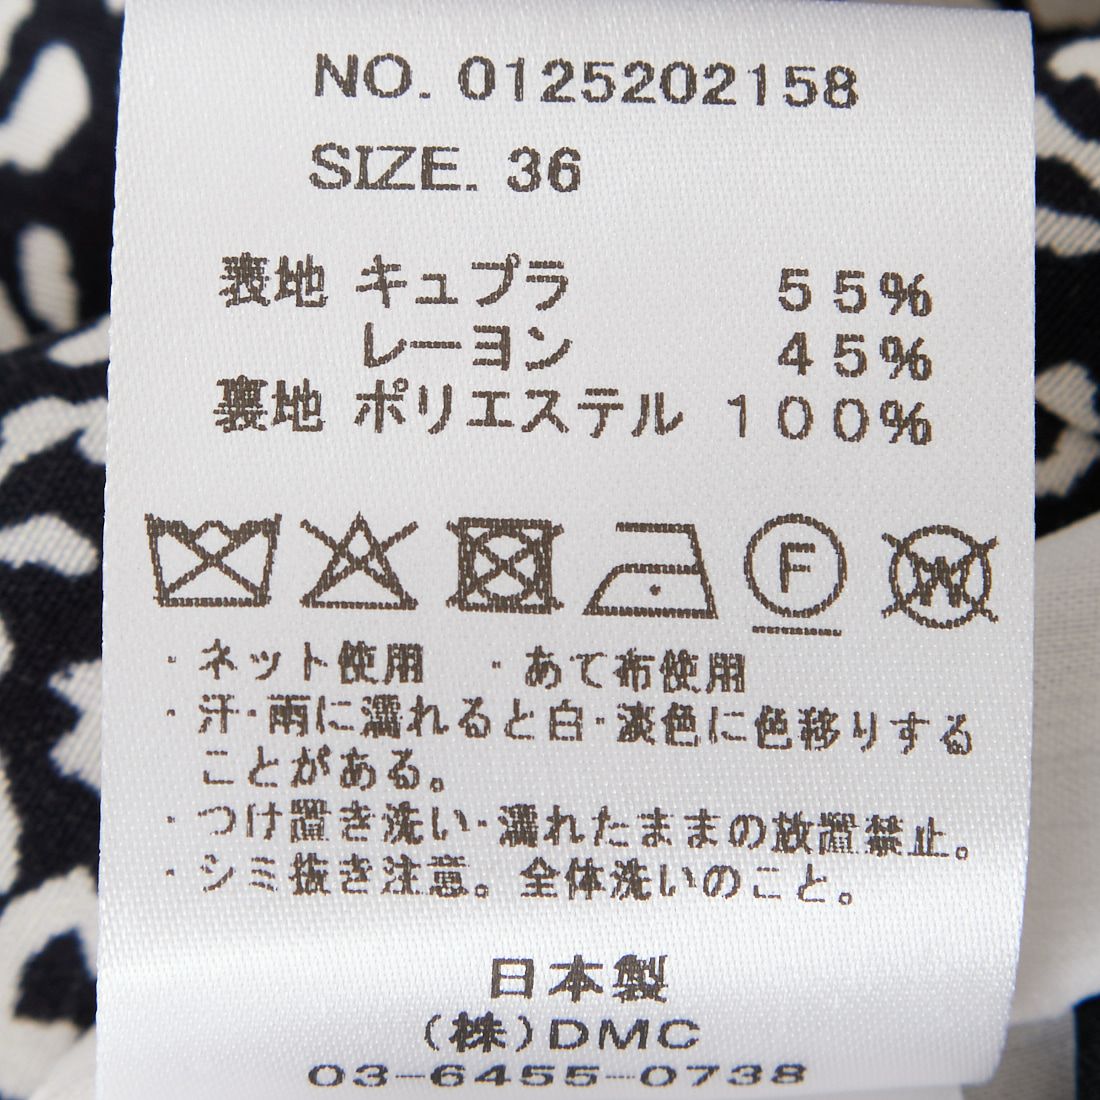 NO. 0125202158
SIZE. 36
表地 キュプラ 55%
レーヨン 45%
裏地 ポリエステル 100%
F
W
・ネット使用 ・あて布使用
・汗・雨に濡れると白・淡色に色移りする
ことがある。
・つけ置き洗い・濡れたままの放置禁止。
・シミ抜き注意。全体洗いのこと。
日本製
(株)DMC
03-6455-0738